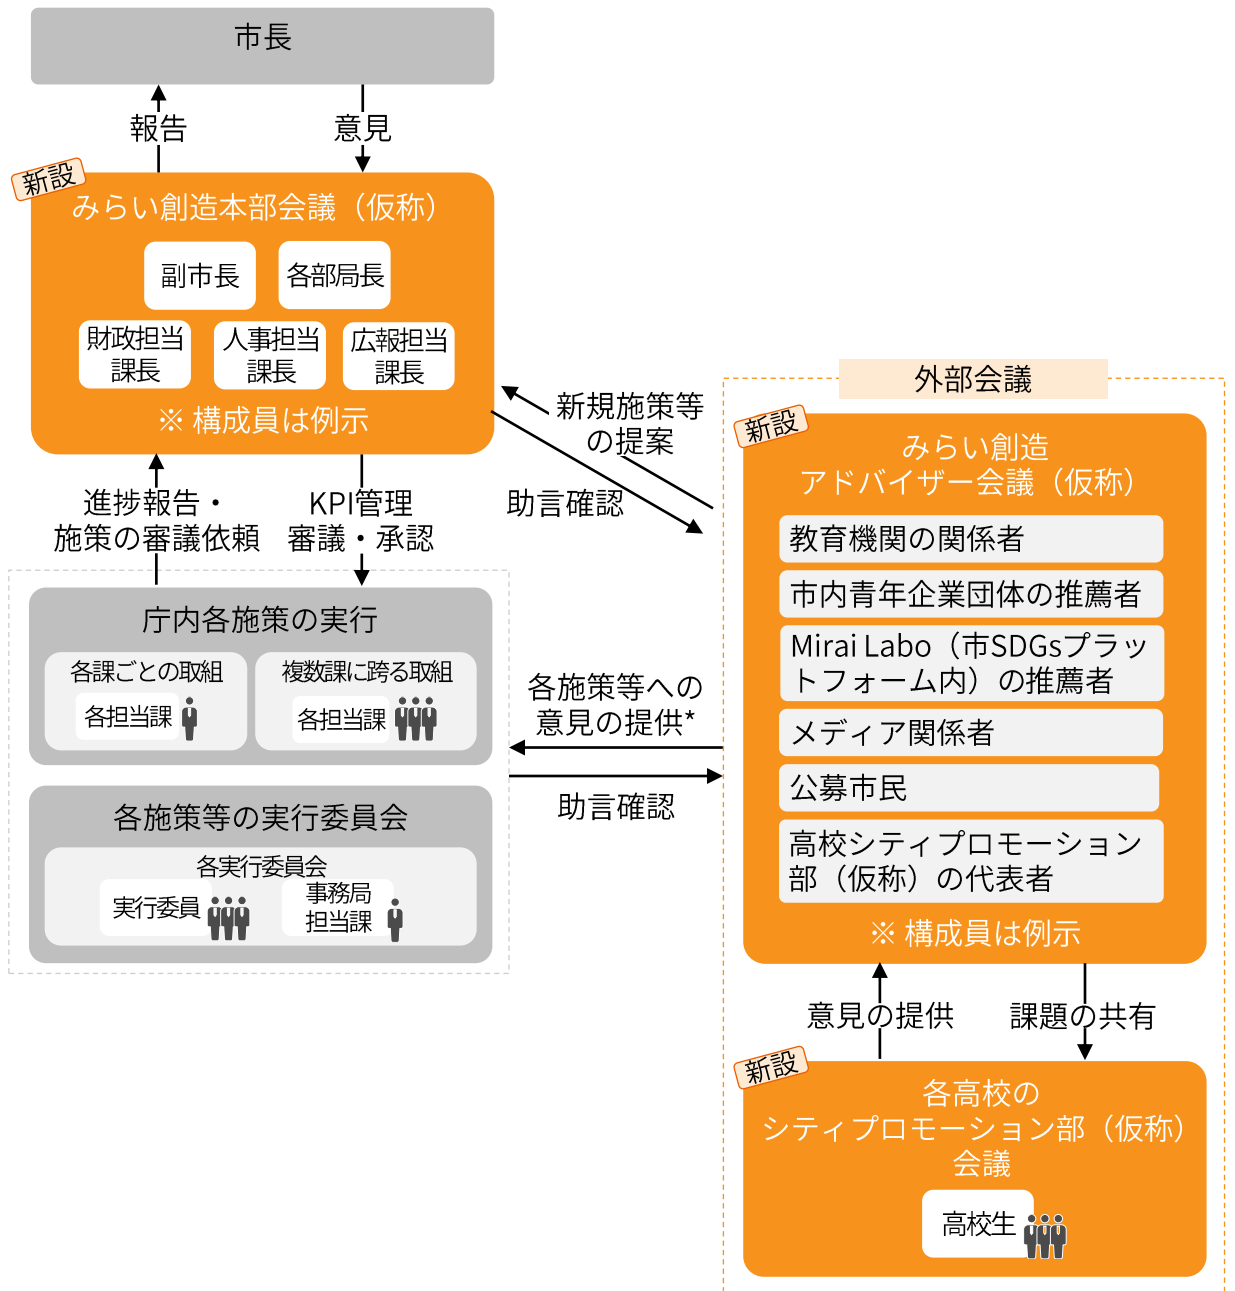 市長
報告
意見
新設
みらい創造本部会議（仮称）
副市長
各部局長
財政担当
課長
人事担当
課長
広報担当
課長
※ 構成員は例示
新規施策等
の提案
助言確認
進捗報告・
施策の審議依頼
KPI管理
審議・承認
庁内各施策の実行
各課ごとの取組
各担当課
複数課に跨る取組
各担当課
各施策等の実行委員会
各実行委員会
実行委員
事務局
担当課
各施策等への
意見の提供*
助言確認
外部会議
新設
みらい創造
アドバイザー会議（仮称）
教育機関の関係者
市内青年企業団体の推薦者
Mirai Labo（市SDGsプラッ
トフォーム内）の推薦者
メディア関係者
公募市民
高校シティプロモーション
部（仮称）の代表者
※ 構成員は例示
意見の提供
課題の共有
新設
各高校の
シティプロモーション部（仮称）
会議
高校生